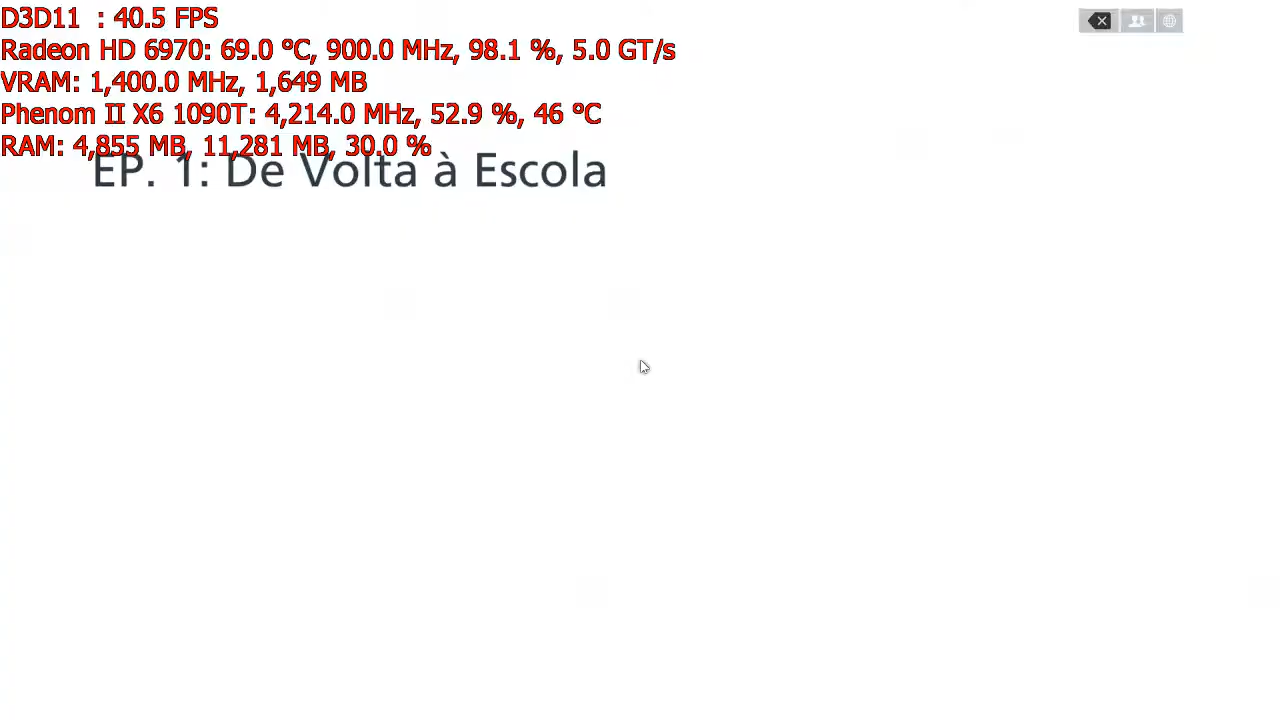 D3D11 : 40.5 FPS
Radeon HD 6970: 69.0 ºC, 900.0 MHz, 98.1 %, 5.0 GT/s
VRAM: 1,400.0 MHz, 1,649 MB
Phenom II X6 1090T: 4,214.0 MHz, 52.9 %, 46 ºC
RAM: 4,855 MB, 11,281 MB, 30.0 %
EP. 1: De Volta à Escola